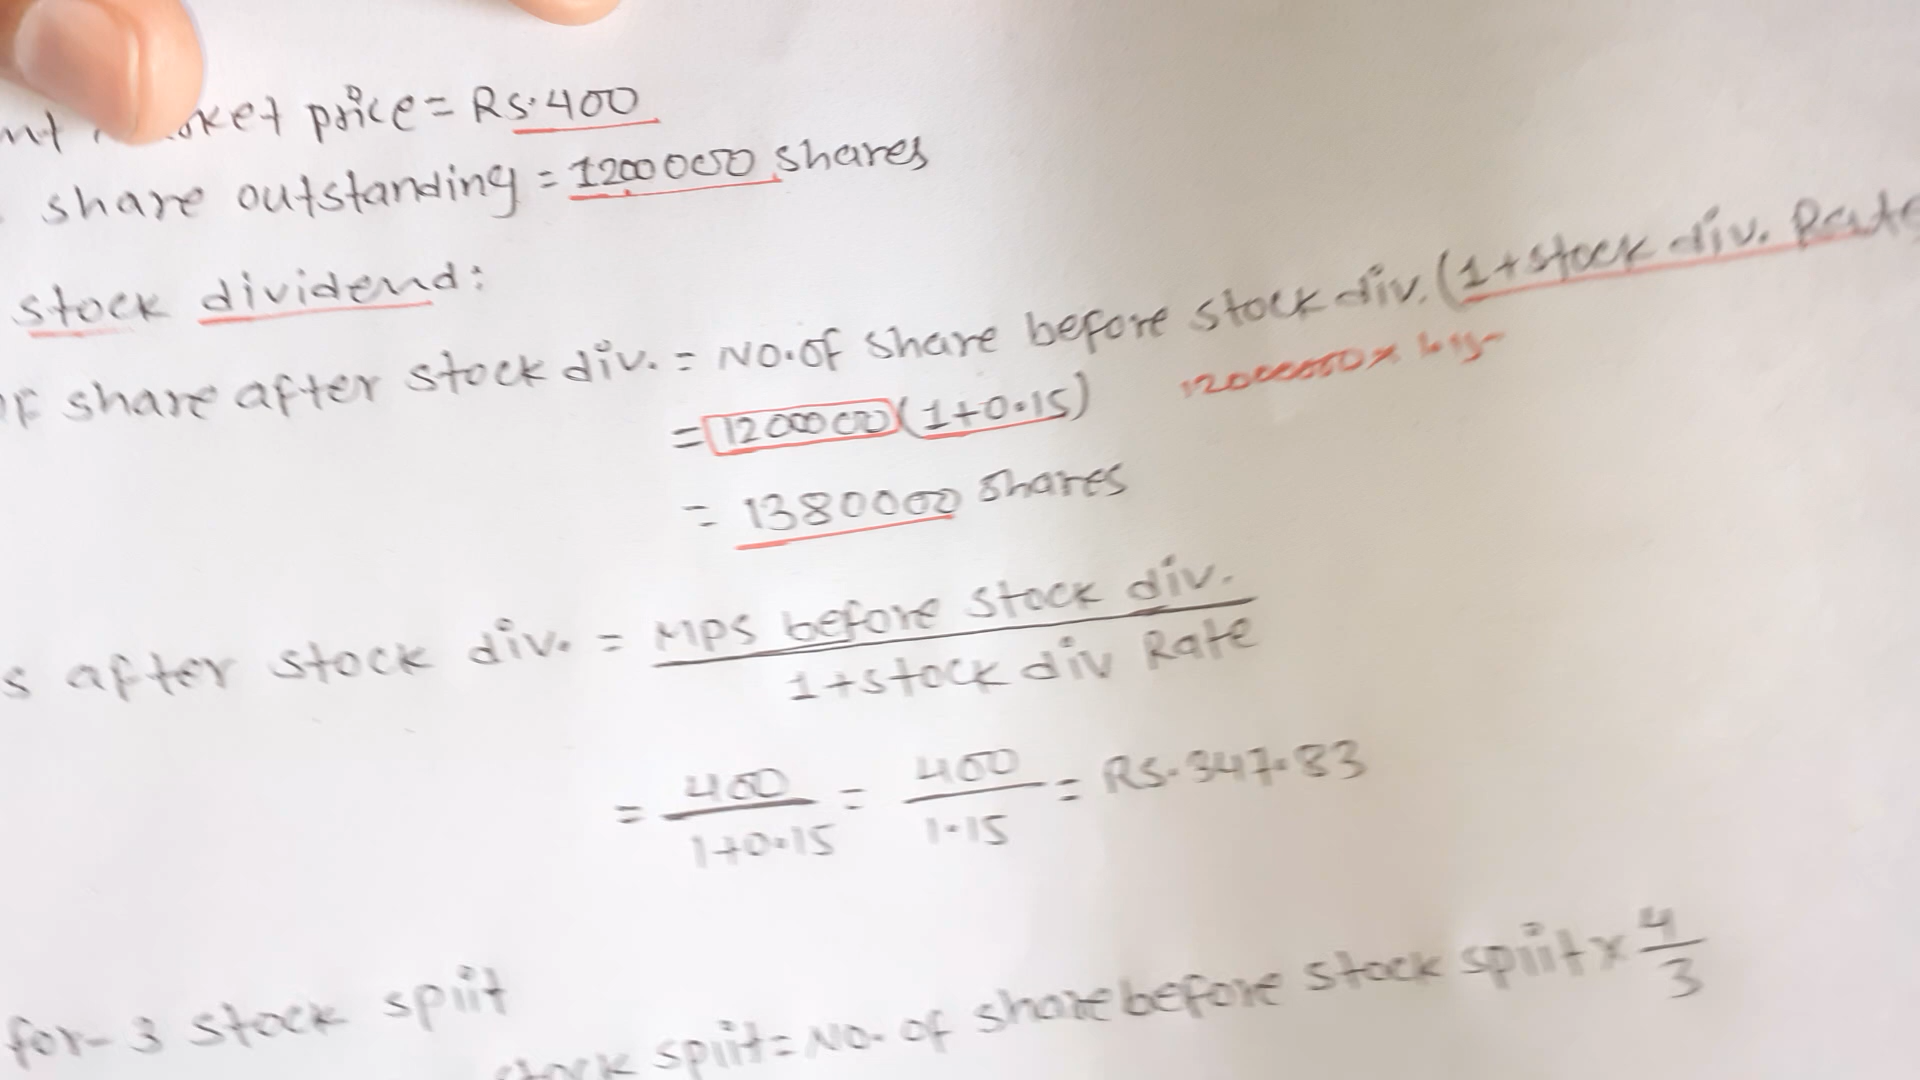 market price = Rs. 400
share outstanding = 1200000 shares
stock dividend:
of share after stock div. = No. of share before stock div. (1+stock div. Rate
= 1200000 (1+0.15)
= 1380000 shares
s after stock div. = MPS before stock div. / 1+stock div Rate
= 400 / 1+0.15 = 400 / 1.15 = Rs. 347.83
for-3 stock split
stock split = No. of share before stock split x 4/3